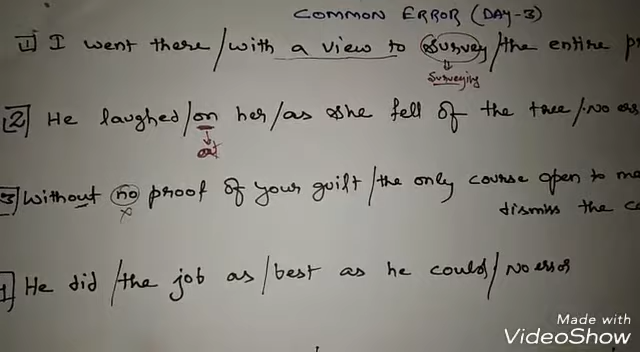 COMMON ERROR (DAY-3)
1 I went there / with a view to survey / the entire
surveying
2 He laughed / on her / as she fell of the tree / No
at
3 Without no proof of your guilt / the only course open to me
x
dismiss the
He did / the job as / best as he could / No error
Made with
VideoShow